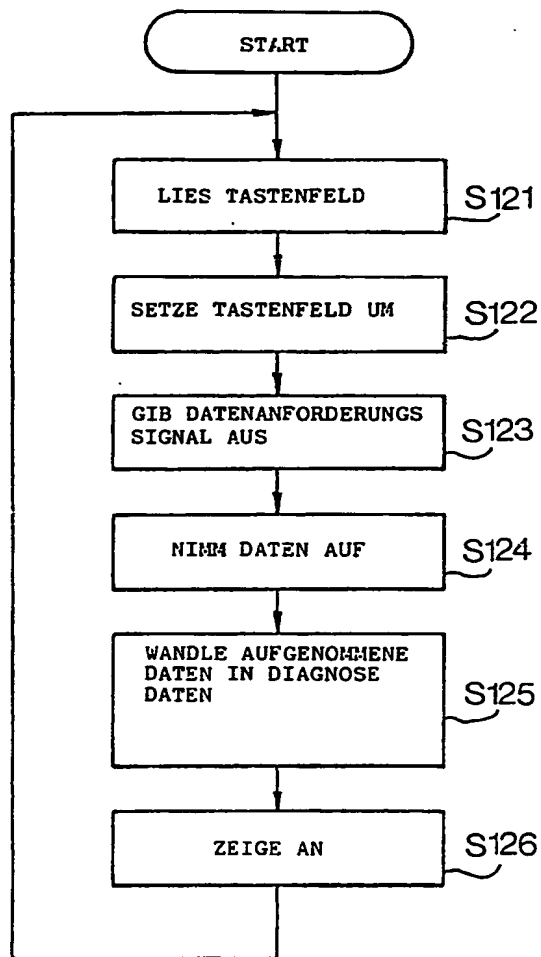 START
LIES TASTENFELD
S121
SETZE TASTENFELD UM
S122
GIB DATENANFORDERUNGS
SIGNAL AUS
S123
NIMM DATEN AUF
S124
WANDLE AUFGENOMMENE
DATEN IN DIAGNOSE
DATEN
S125
ZEIGE AN
S126